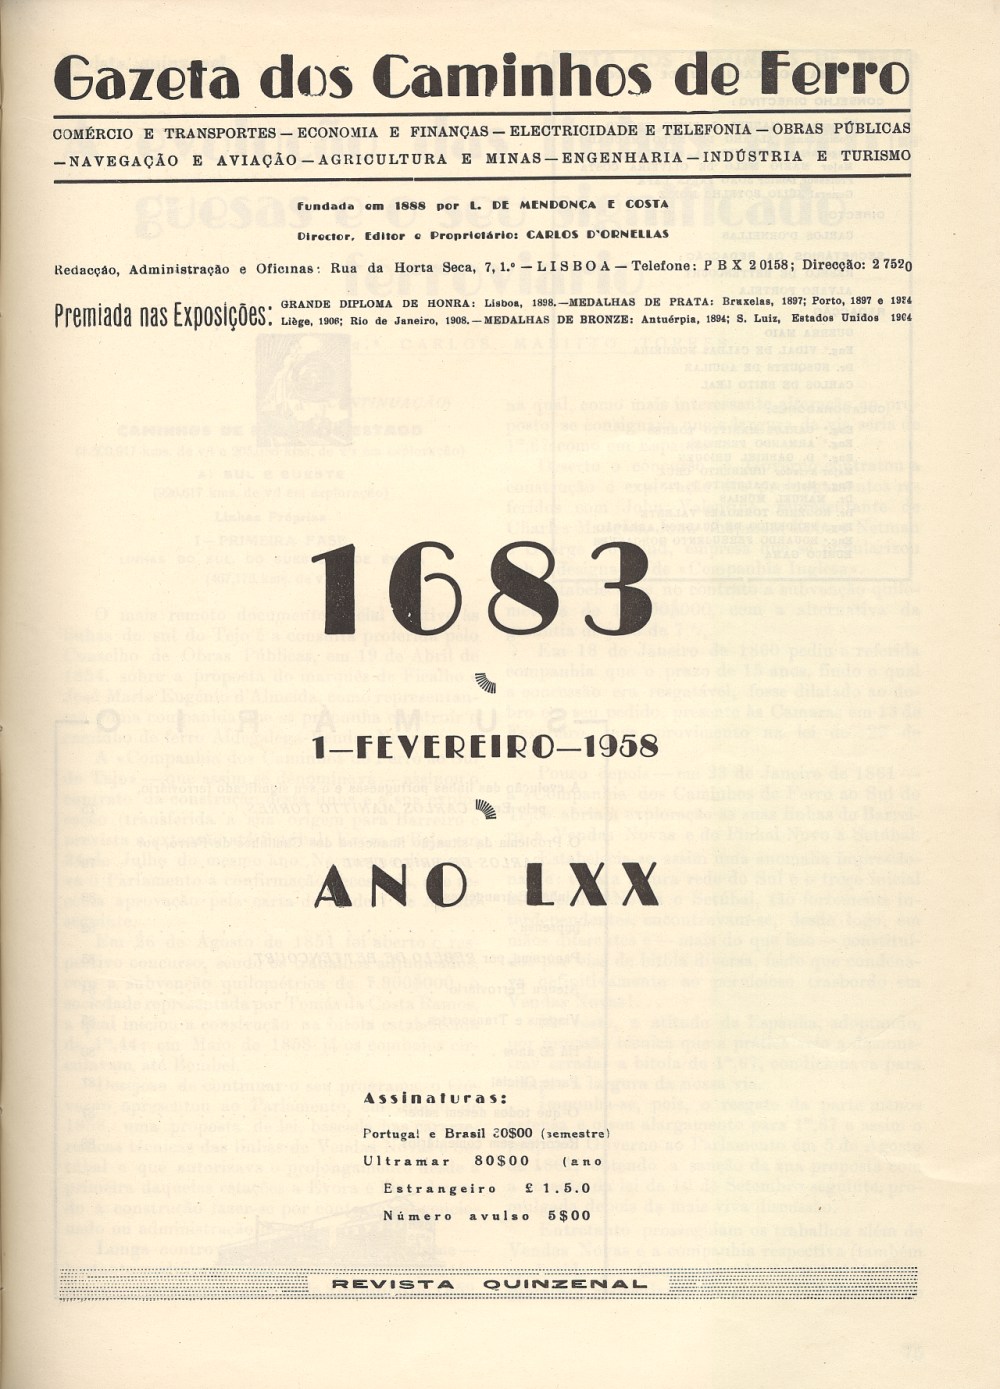 Gazeta dos Caminhos de Ferro
COMÉRCIO E TRANSPORTES — ECONOMIA E FINANÇAS — ELECTRICIDADE E TELEFONIA — OBRAS PÚBLICAS
— NAVEGAÇÃO E AVIAÇÃO — AGRICULTURA E MINAS — ENGENHARIA — INDÚSTRIA E TURISMO
Fundada em 1888 por L. DE MENDONÇA E COSTA
Director, Editor e Proprietário: CARLOS D'ORNELLAS
Redacção, Administração e Oficinas: Rua da Horta Seca, 7, 1.º — LISBOA — Telefone: PBX 20158; Direcção: 27520
Premiada nas Exposições:
GRANDE DIPLOMA DE HONRA: Lisboa, 1898. — MEDALHAS DE PRATA: Bruxelas, 1897; Porto, 1897 e 1934
Liège, 1906; Rio de Janeiro, 1908. — MEDALHAS DE BRONZE: Antuérpia, 1894; S. Luiz, Estados Unidos 1904
1683
1—FEVEREIRO—1958
ANO LXX
Assinaturas:
Portugal e Brasil 30$00 (semestre)
Ultramar 80$00 (ano
Estrangeiro £ 1.5.0
Número avulso 5$00
REVISTA QUINZENAL